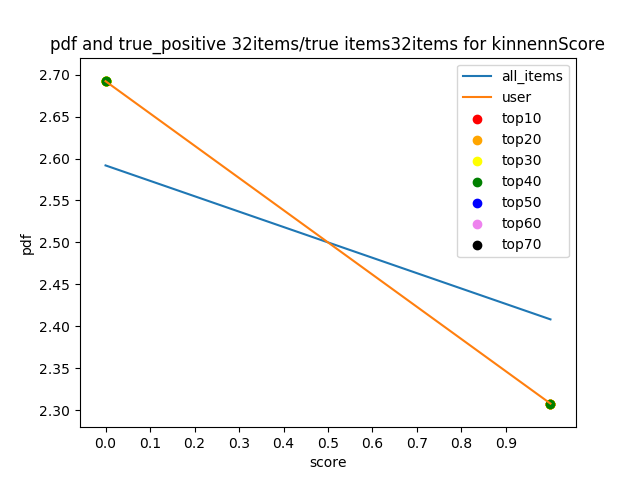 pdf and true_positive 32items/true items32items for kinnennScore
2.70
2.65
2.60
2.55
2.50
2.45
2.40
2.35
2.30
pdf
all_items
user
top10
top20
top30
top40
top50
top60
top70
0.0 0.1 0.2 0.3 0.4 0.5 0.6 0.7 0.8 0.9
score